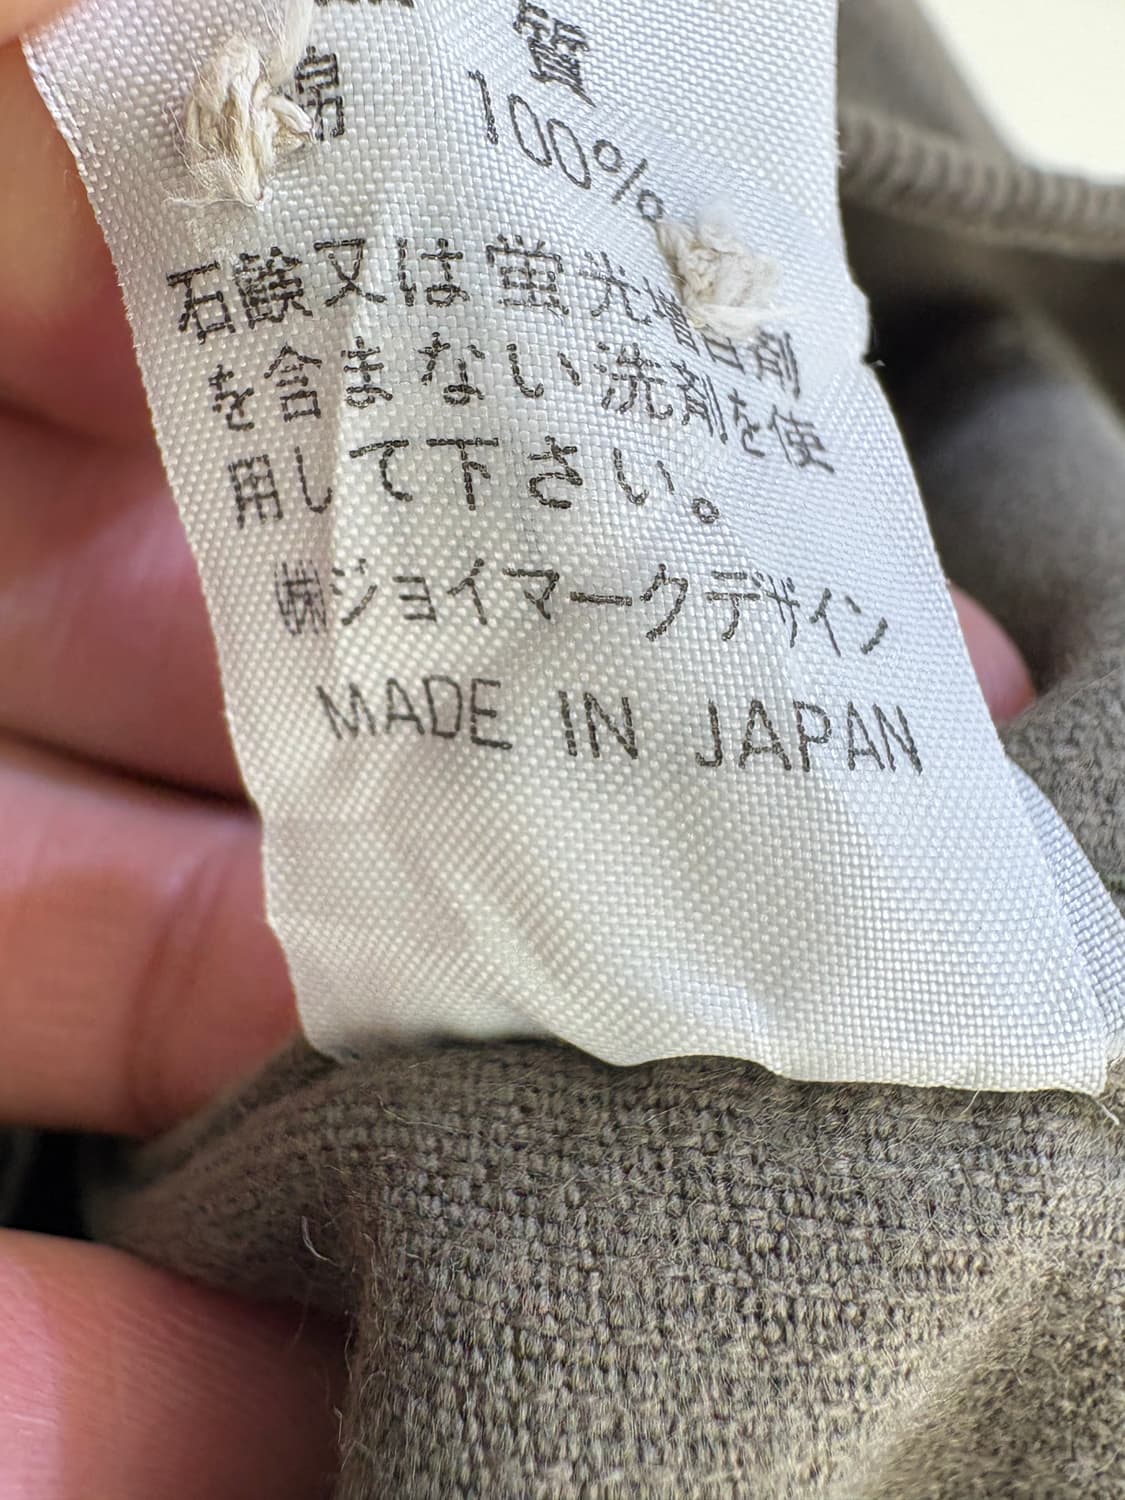 質
綿 100%
石鹸又は蛍光増白剤
を含まない洗剤を使
用して下さい。
㈱ジョイマークデザイン
MADE IN JAPAN